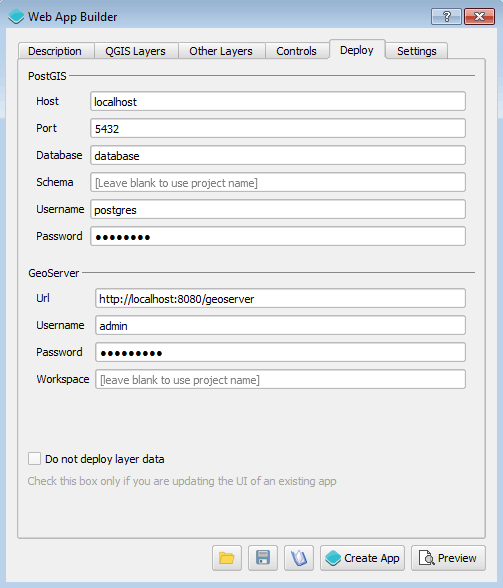 Web App Builder
?
Description QGIS Layers Other Layers Controls Deploy Settings
PostGIS
Host localhost
Port 5432
Database database
Schema [Leave blank to use project name]
Username postgres
Password ●●●●●●●●
GeoServer
Url http://localhost:8080/geoserver
Username admin
Password ●●●●●●●●●
Workspace [leave blank to use project name]
Do not deploy layer data
Check this box only if you are updating the UI of an existing app
Create App Preview